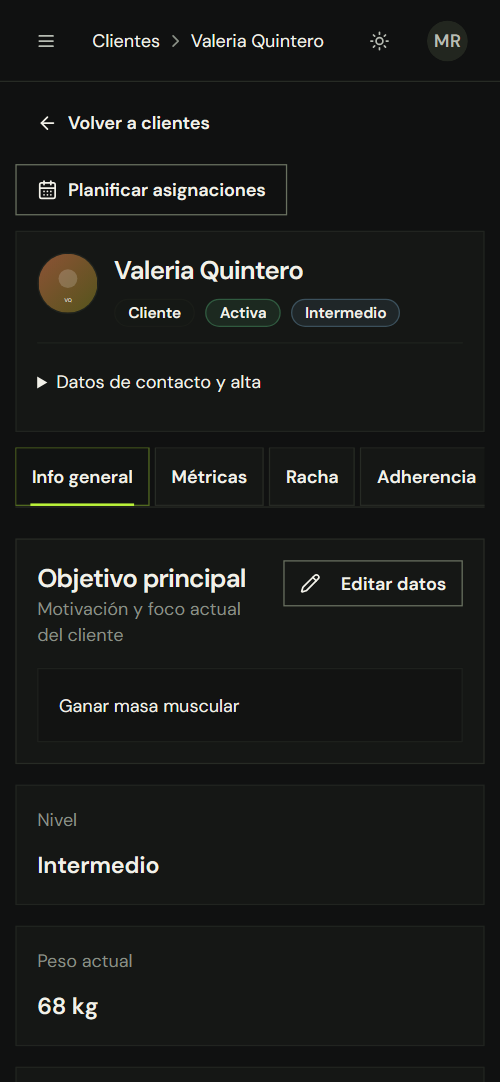 Clientes > Valeria Quintero
MR
Volver a clientes
Planificar asignaciones
VQ
Valeria Quintero
Cliente
Activa
Intermedio
Datos de contacto y alta
Info general
Métricas
Racha
Adherencia
Objetivo principal
Motivación y foco actual
del cliente
Editar datos
Ganar masa muscular
Nivel
Intermedio
Peso actual
68 kg